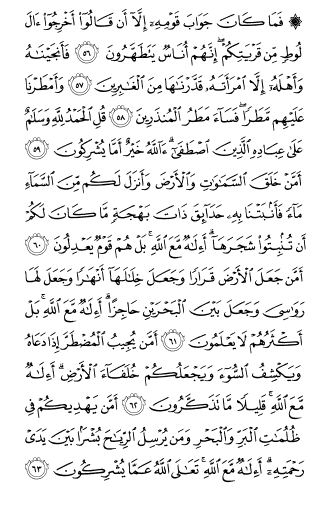 ۞ فَمَا كَانَ جَوَابَ قَوْمِهِۦٓ إِلَّآ أَن قَالُوٓا۟ أَخْرِجُوٓا۟ ءَالَ
لُوطٍ مِّن قَرْيَتِكُمْ ۖ إِنَّهُمْ أُنَاسٌ يَتَطَهَّرُونَ ٥٦ فَأَنجَيْنَٰهُ
وَأَهْلَهُۥٓ إِلَّا ٱمْرَأَتَهُۥ قَدَّرْنَٰهَا مِنَ ٱلْغَٰبِرِينَ ٥٧ وَأَمْطَرْنَا
عَلَيْهِم مَّطَرًا ۖ فَسَآءَ مَطَرُ ٱلْمُنذَرِينَ ٥٨ قُلِ ٱلْحَمْدُ لِلَّهِ وَسَلَٰمٌ
عَلَىٰ عِبَادِهِ ٱلَّذِينَ ٱصْطَفَىٰٓ ۗ ءَآللَّهُ خَيْرٌ أَمَّا يُشْرِكُونَ ٥٩
أَمَّنْ خَلَقَ ٱلسَّمَٰوَٰتِ وَٱلْأَرْضَ وَأَنزَلَ لَكُم مِّنَ ٱلسَّمَآءِ
مَآءً فَأَنۢبَتْنَا بِهِۦ حَدَآئِقَ ذَاتَ بَهْجَةٍ مَّا كَانَ لَكُمْ
أَن تُنۢبِتُوا۟ شَجَرَهَآ ۗ أَءِلَٰهٌ مَّعَ ٱللَّهِ ۚ بَلْ هُمْ قَوْمٌ يَعْدِلُونَ ٦٠
أَمَّن جَعَلَ ٱلْأَرْضَ قَرَارًا وَجَعَلَ خِلَٰلَهَآ أَنْهَٰرًا وَجَعَلَ لَهَا
رَوَٰسِىَ وَجَعَلَ بَيْنَ ٱلْبَحْرَيْنِ حَاجِزًا ۗ أَءِلَٰهٌ مَّعَ ٱللَّهِ ۚ بَلْ
أَكْثَرُهُمْ لَا يَعْلَمُونَ ٦١ أَمَّن يُجِيبُ ٱلْمُضْطَرَّ إِذَا دَعَاهُ
وَيَكْشِفُ ٱلسُّوٓءَ وَيَجْعَلُكُمْ خُلَفَآءَ ٱلْأَرْضِ ۗ أَءِلَٰهٌ
مَّعَ ٱللَّهِ ۚ قَلِيلًا مَّا تَذَكَّرُونَ ٦٢ أَمَّن يَهْدِيكُمْ فِى
ظُلُمَٰتِ ٱلْبَرِّ وَٱلْبَحْرِ وَمَن يُرْسِلُ ٱلرِّيَٰحَ بُشْرًۢا بَيْنَ يَدَىْ
رَحْمَتِهِۦٓ ۗ أَءِلَٰهٌ مَّعَ ٱللَّهِ ۚ تَعَٰلَى ٱللَّهُ عَمَّا يُشْرِكُونَ ٦٣